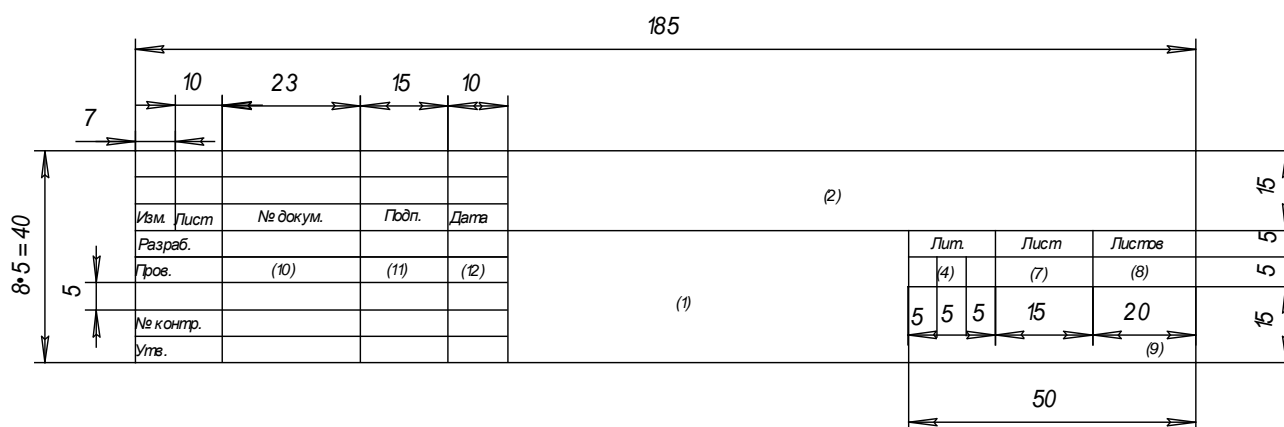 185
10 23 15 10
7
(2)
15
Изм. Лист № докум. Подп. Дата
8•5 = 40
Разраб. Лит. Лист Листов 5
Пров. (10) (11) (12) (4) (7) (8) 5
5
(1)
5 5 5 15 20 15
№ контр.
Утв. (9)
50